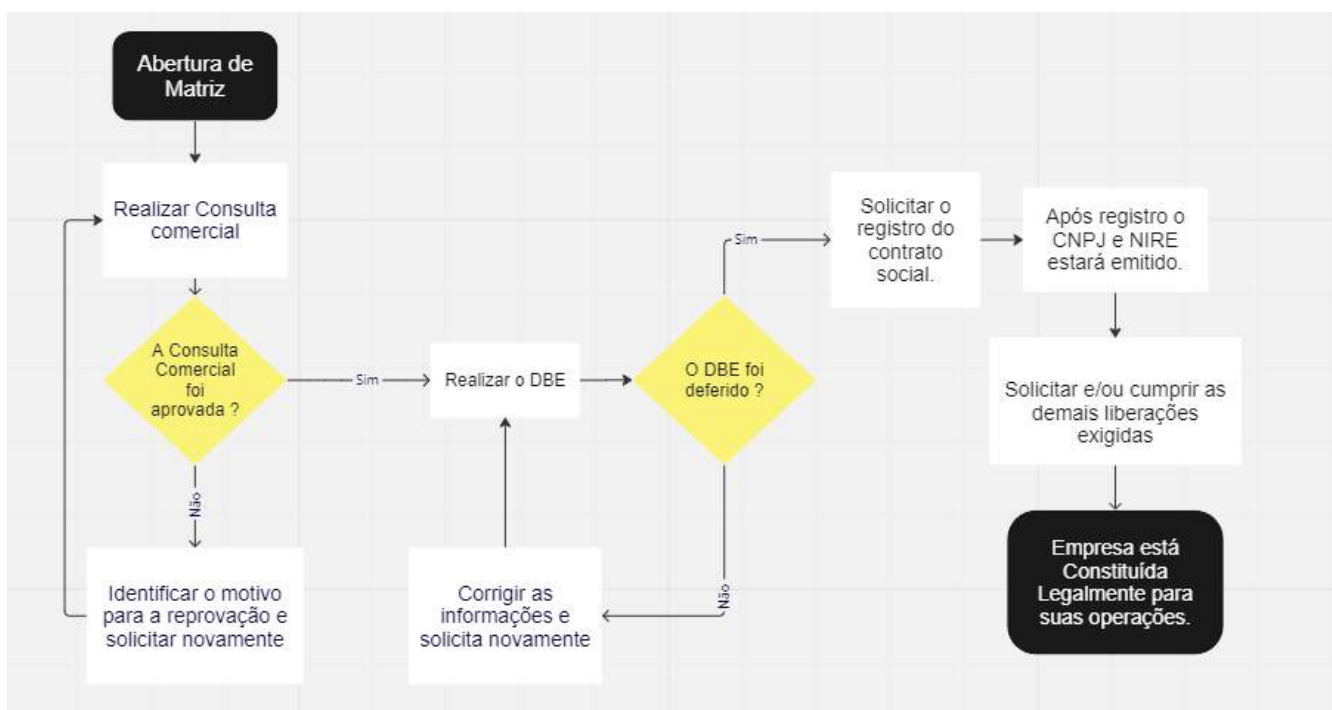 Abertura de
Matriz
Realizar Consulta
comercial
A Consulta
Comercial
foi
aprovada ?
Não
Identificar o motivo
para a reprovação e
solicitar novamente
Sim
Realizar o DBE
Corrigir as
informações e
solicita novamente
O DBE foi
deferido ?
Não
Sim
Solicitar o
registro do
contrato
social.
Após registro o
CNPJ e NIRE
estará emitido.
Solicitar e/ou cumprir as
demais liberações
exigidas
Empresa está
Constituída
Legalmente para
suas operações.